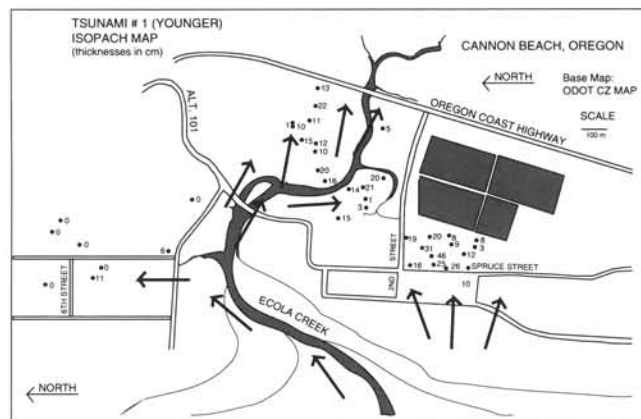 TSUNAMI # 1 (YOUNGER)
ISOPACH MAP
(thicknesses in cm)
CANNON BEACH, OREGON
NORTH
Base Map:
ODOT CZ MAP
SCALE
100 m
OREGON COAST HIGHWAY
ALT. 101
13
22
11
10
15
12
10
5
20
16
14
21
20
1
3
15
0
0
0
0
6
0
0
11
6TH STREET
ECOLA CREEK
STREET
2ND
19
20
8
8
31
9
3
46
12
16
25
26
SPRUCE STREET
10
NORTH